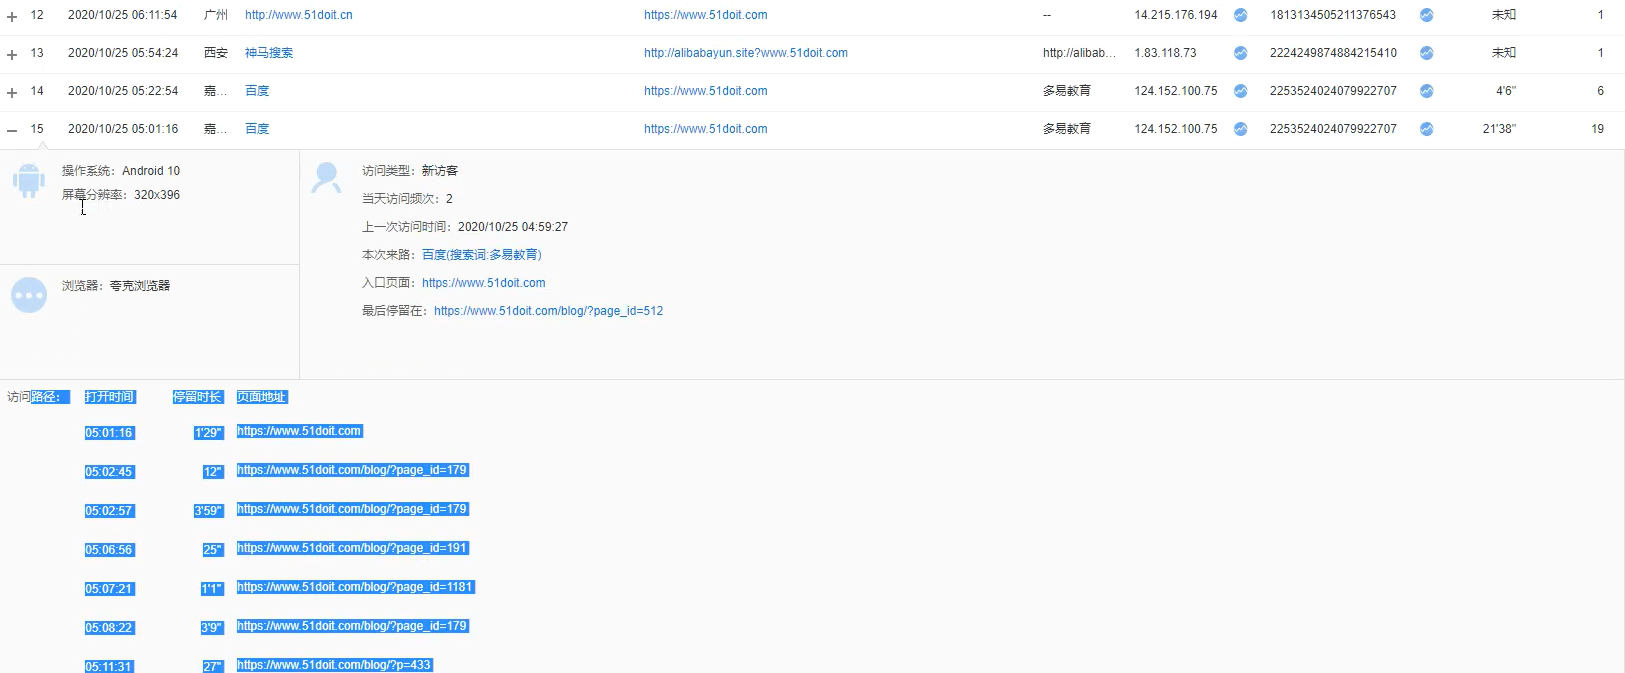 12 2020/10/25 06:11:54 广州 http://www.51doit.cn https://www.51doit.com -- 14.215.176.194 1813134505211376543 未知 1
13 2020/10/25 05:54:24 西安 神马搜索 http://alibabayun.site?www.51doit.com http://alibab... 1.83.118.73 2224249874884215410 未知 1
14 2020/10/25 05:22:54 嘉... 百度 https://www.51doit.com 多易教育 124.152.100.75 2253524024079922707 4'6" 6
15 2020/10/25 05:01:16 嘉... 百度 https://www.51doit.com 多易教育 124.152.100.75 2253524024079922707 21'38" 19
操作系统：Android 10
屏幕分辨率：320x396
浏览器：夸克浏览器
访问类型：新访客
当天访问频次：2
上一次访问时间：2020/10/25 04:59:27
本次来路：百度(搜索词:多易教育)
入口页面：https://www.51doit.com
最后停留在：https://www.51doit.com/blog/?page_id=512
访问路径： 打开时间 停留时长 页面地址
05:01:16 1'29" https://www.51doit.com
05:02:45 12" https://www.51doit.com/blog/?page_id=179
05:02:57 3'59" https://www.51doit.com/blog/?page_id=179
05:06:56 25" https://www.51doit.com/blog/?page_id=191
05:07:21 1'1" https://www.51doit.com/blog/?page_id=1181
05:08:22 3'9" https://www.51doit.com/blog/?page_id=179
05:11:31 27" https://www.51doit.com/blog/?p=433